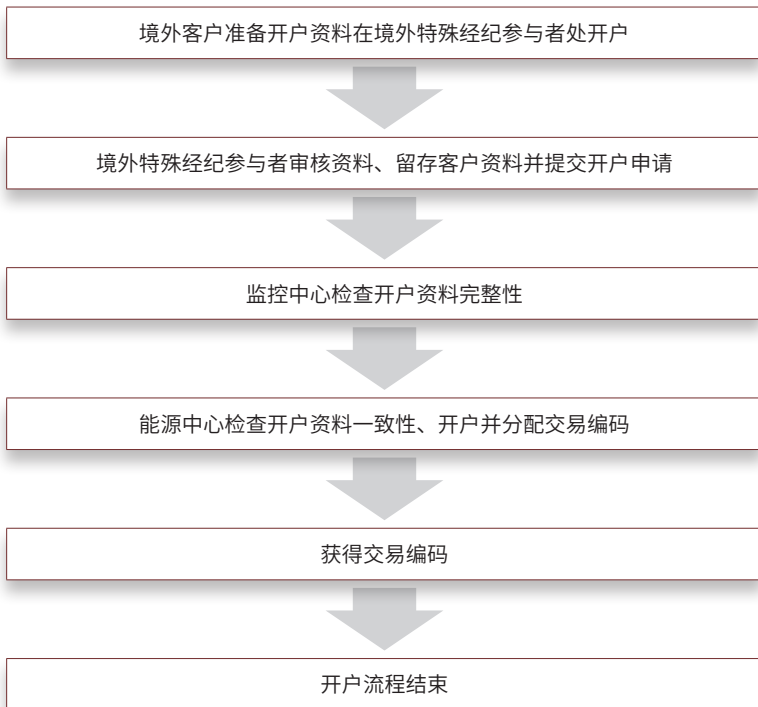 境外客户准备开户资料在境外特殊经纪参与者处开户
境外特殊经纪参与者审核资料、留存客户资料并提交开户申请
监控中心检查开户资料完整性
能源中心检查开户资料一致性、开户并分配交易编码
获得交易编码
开户流程结束